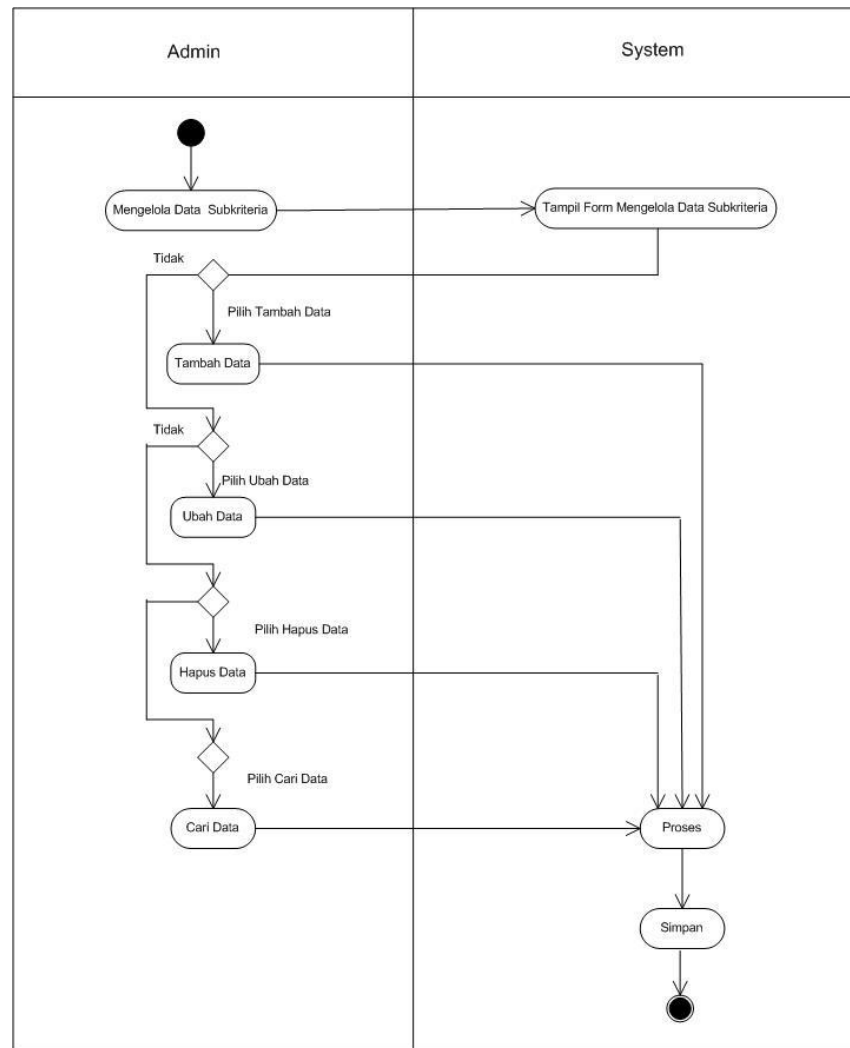 Admin
System
Mengelola Data Subkriteria
Tampil Form Mengelola Data Subkriteria
Tidak
Pilih Tambah Data
Tambah Data
Tidak
Pilih Ubah Data
Ubah Data
Pilih Hapus Data
Hapus Data
Pilih Cari Data
Cari Data
Proses
Simpan